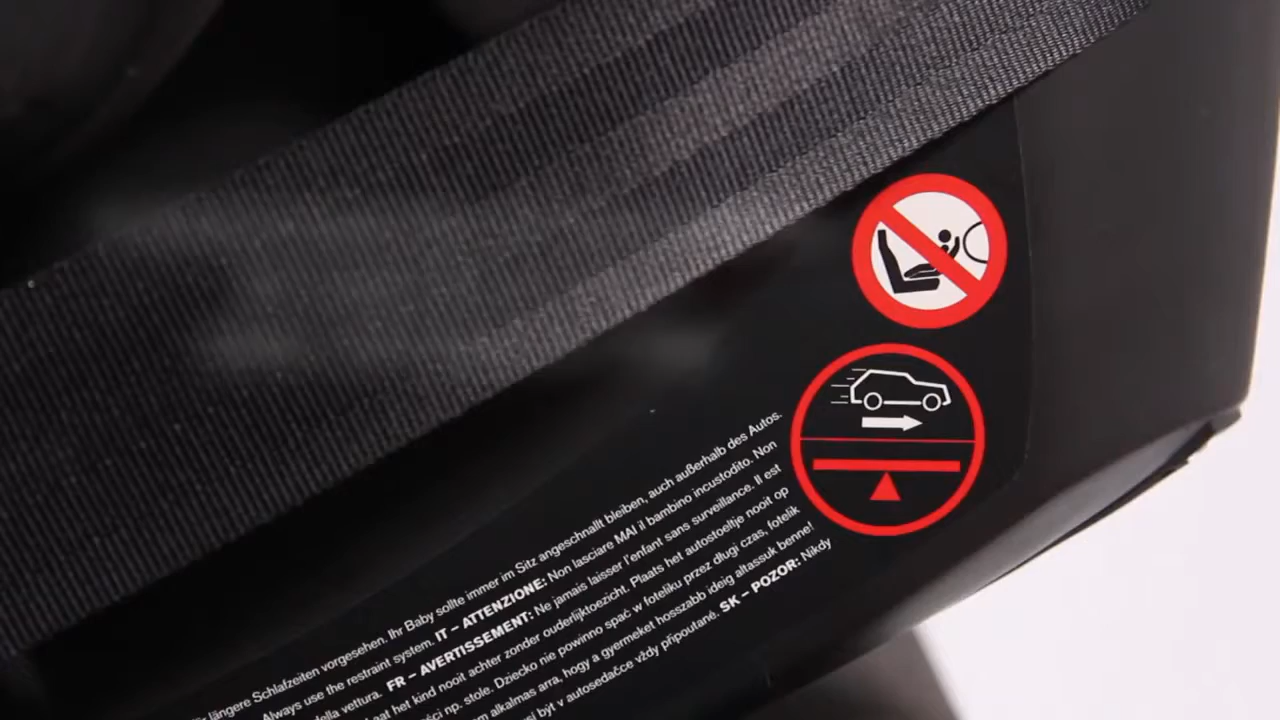 längere Schlafzeiten vorgesehen. Ihr Baby sollte immer im Sitz angeschnallt bleiben, auch außerhalb des Autos.
Always use the restraint system. IT – ATTENZIONE: Non lasciare MAI il bambino incustodito. Non
della vettura. FR – AVERTISSEMENT: Ne jamais laisser l'enfant sans surveillance. Il est
Laat het kind nooit achter zonder ouderlijktoezicht. Plaats het autostoeltje nooit op
np. stole. Dziecko nie powinno spać w foteliku przez długi czas, fotelik
alkalmas arra, hogy a gyermeket hosszabb ideig altassuk benne!
být v autosedačce vždy připoutané. SK – POZOR: Nikdy